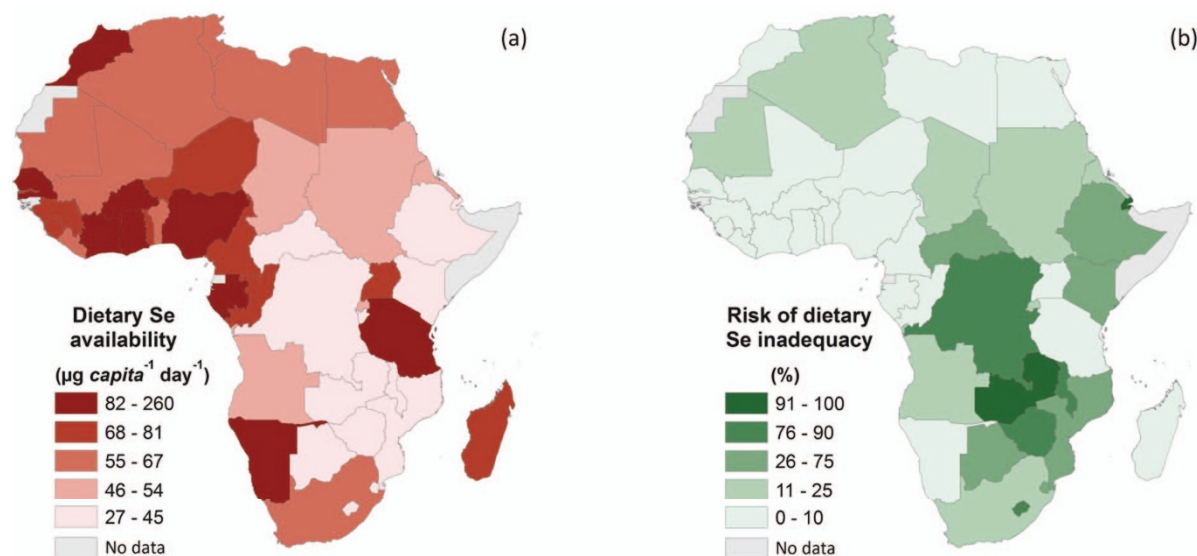 (a)
Dietary Se
availability
(µg capita⁻¹ day⁻¹)
82 - 260
68 - 81
55 - 67
46 - 54
27 - 45
No data
(b)
Risk of dietary
Se inadequacy
(%)
91 - 100
76 - 90
26 - 75
11 - 25
0 - 10
No data